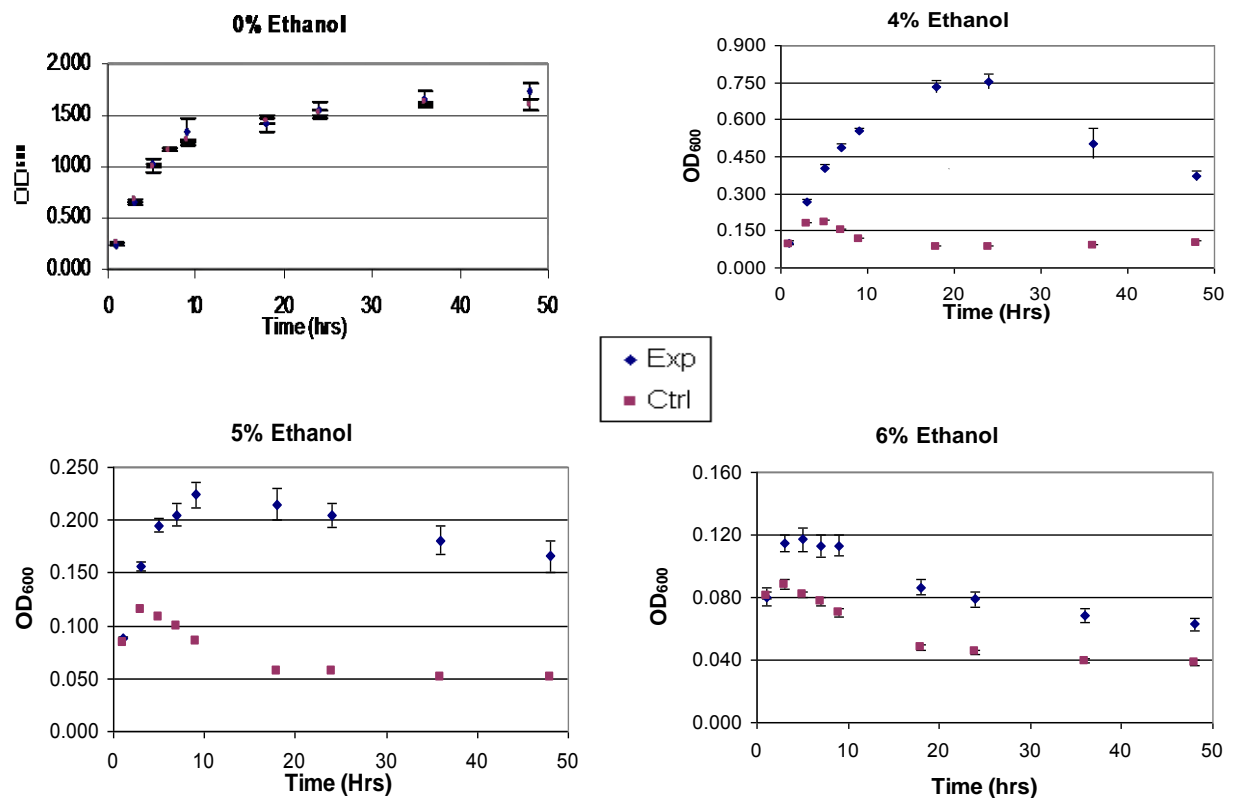 0% Ethanol
2.000
1.500
1.000
0.500
0.000
0 10 20 30 40 50
Time (hrs)
4% Ethanol
0.900
0.750
0.600
0.450
0.300
0.150
0.000
OD600
0 10 20 30 40 50
Time (Hrs)
Exp
Ctrl
5% Ethanol
0.250
0.200
0.150
0.100
0.050
0.000
OD600
0 10 20 30 40 50
Time (Hrs)
6% Ethanol
0.160
0.120
0.080
0.040
0.000
OD600
0 10 20 30 40 50
Time (hrs)